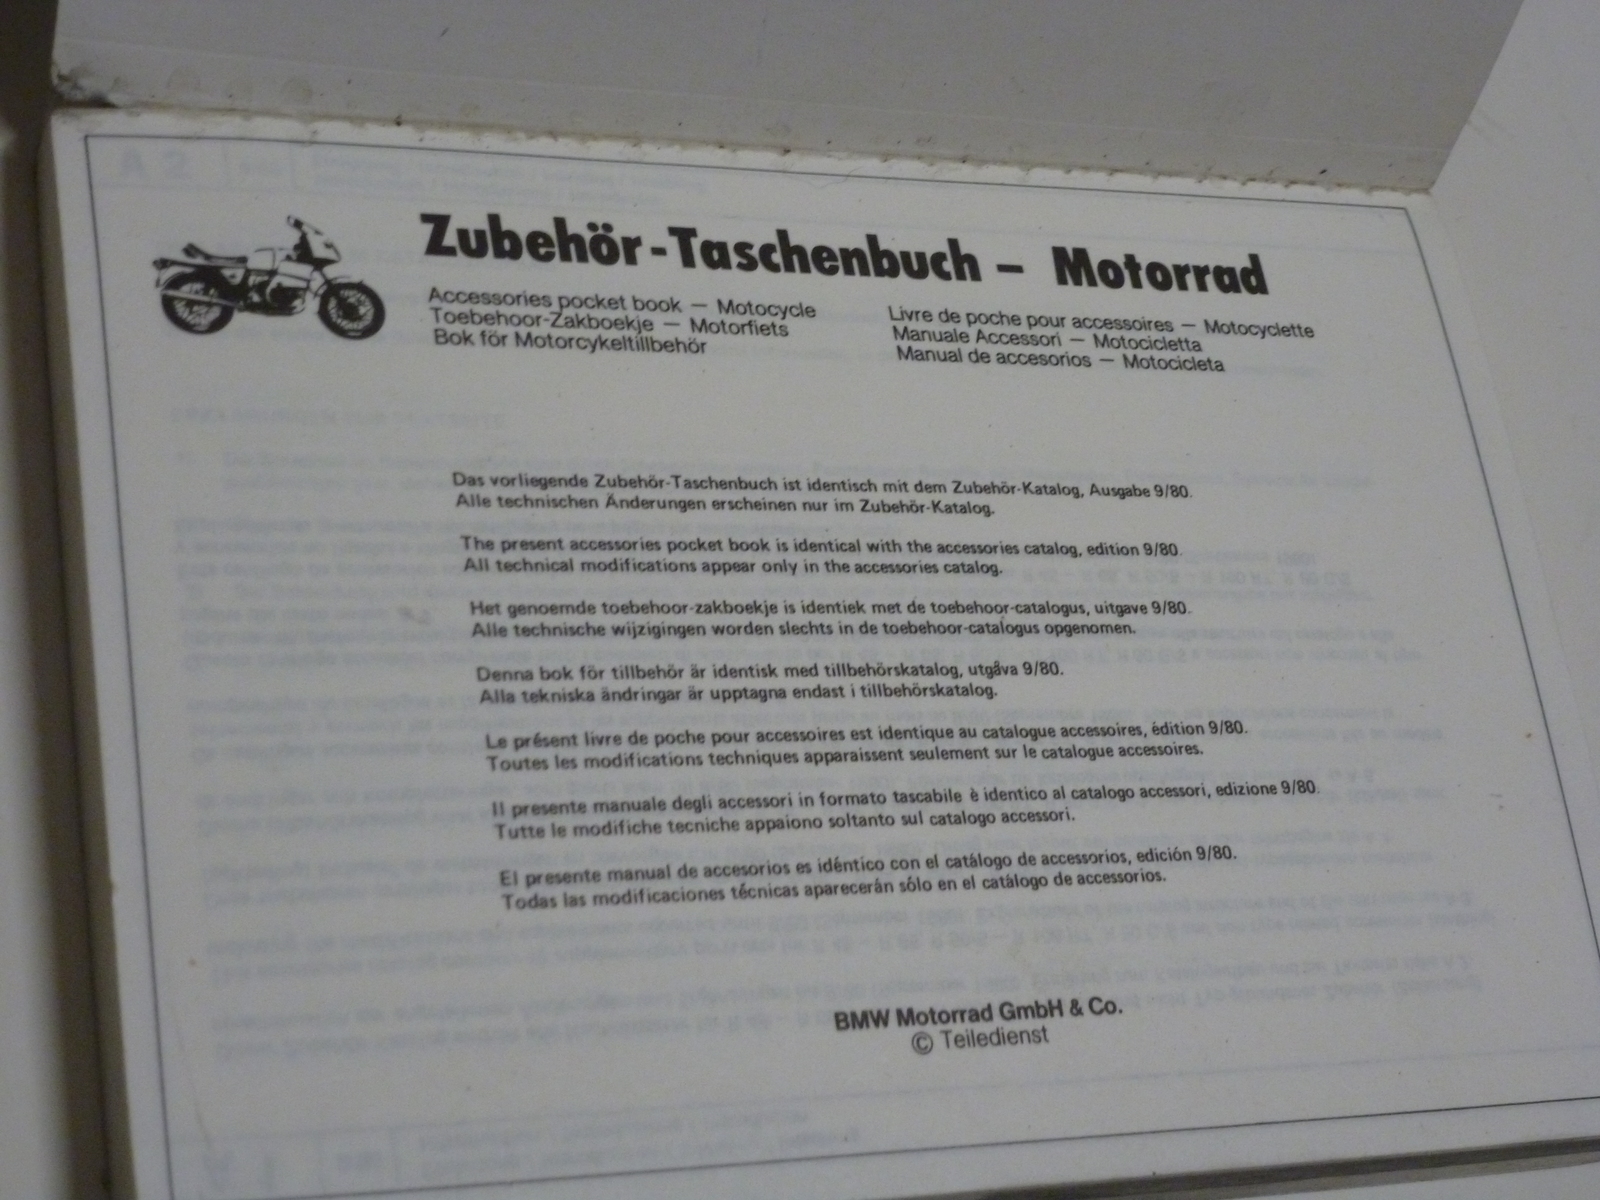 Zubehör-Taschenbuch – Motorrad
Accessories pocket book — Motocycle
Toebehoor-Zakboekje — Motorfiets
Bok för Motorcykeltillbehör
Livre de poche pour accessoires — Motocyclette
Manuale Accessori — Motocicletta
Manual de accesorios — Motocicleta
Das vorliegende Zubehör-Taschenbuch ist identisch mit dem Zubehör-Katalog, Ausgabe 9/80.
Alle technischen Änderungen erscheinen nur im Zubehör-Katalog.
The present accessories pocket book is identical with the accessories catalog, edition 9/80.
All technical modifications appear only in the accessories catalog.
Het genoemde toebehoor-zakboekje is identiek met de toebehoor-catalogus, uitgave 9/80.
Alle technische wijzigingen worden slechts in de toebehoor-catalogus opgenomen.
Denna bok för tillbehör är identisk med tillbehörskatalog, utgåva 9/80.
Alla tekniska ändringar är upptagna endast i tillbehörskatalog.
Le présent livre de poche pour accessoires est identique au catalogue accessoires, édition 9/80.
Toutes les modifications techniques apparaissent seulement sur le catalogue accessoires.
Il presente manuale degli accessori in formato tascabile è identico al catalogo accessori, edizione 9/80.
Tutte le modifiche tecniche appaiono soltanto sul catalogo accessori.
El presente manual de accesorios es idéntico con el catálogo de accessorios, edición 9/80.
Todas las modificaciones técnicas aparecerán sólo en el catálogo de accessorios.
BMW Motorrad GmbH & Co.
© Teiledienst